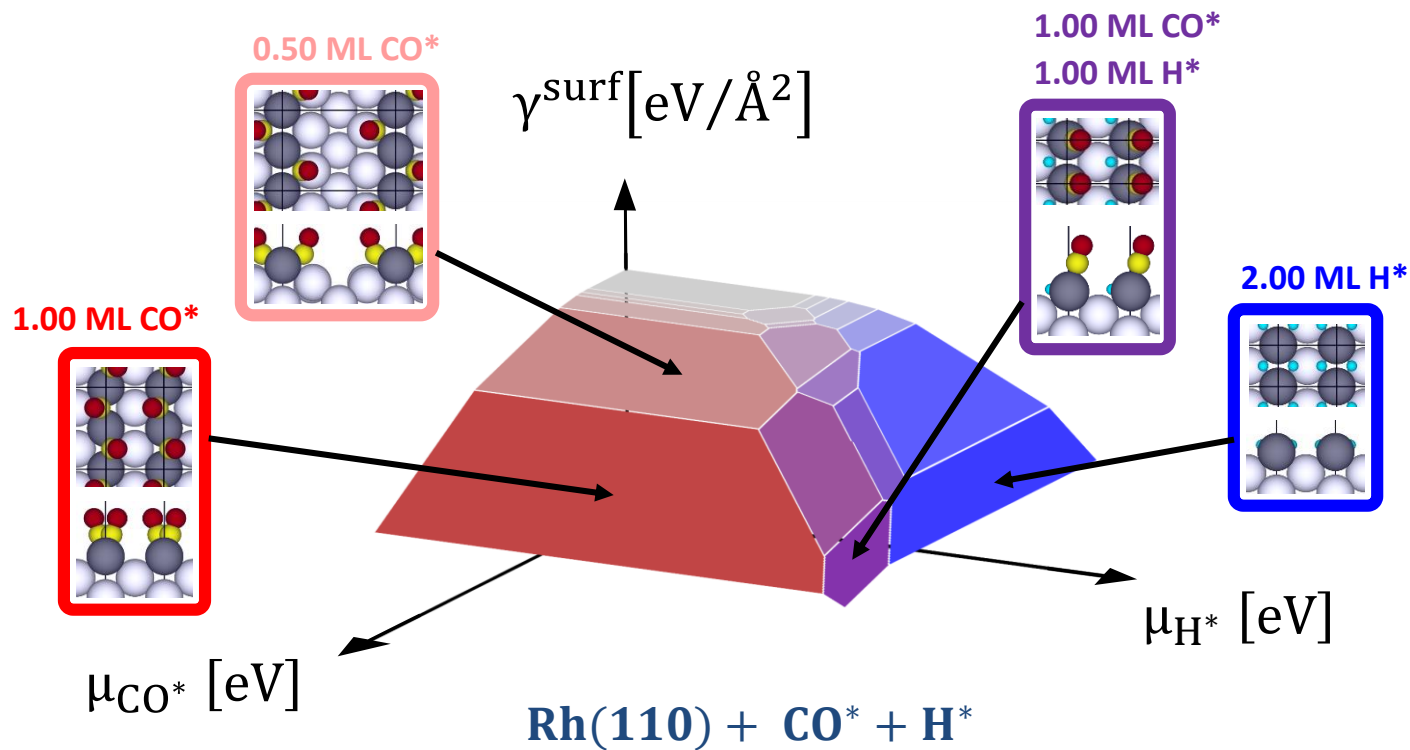 0.50 ML CO*
γ^surf [eV/Å²]
1.00 ML CO*
1.00 ML H*
2.00 ML H*
1.00 ML CO*
μ_H* [eV]
μ_CO* [eV]
Rh(110) + CO* + H*